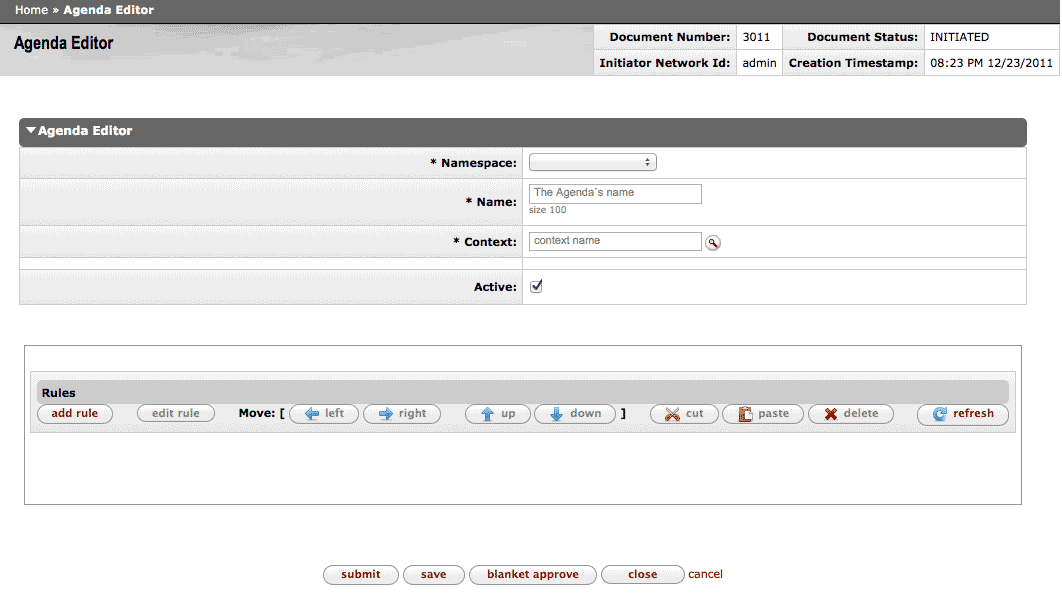 Home » Agenda Editor
Agenda Editor
Document Number: 3011 Document Status: INITIATED
Initiator Network Id: admin Creation Timestamp: 08:23 PM 12/23/2011
Agenda Editor
* Namespace:
* Name: The Agenda`s name
size 100
* Context: context name
Active:
Rules
add rule edit rule Move: [ left right up down ] cut paste delete refresh
submit save blanket approve close cancel